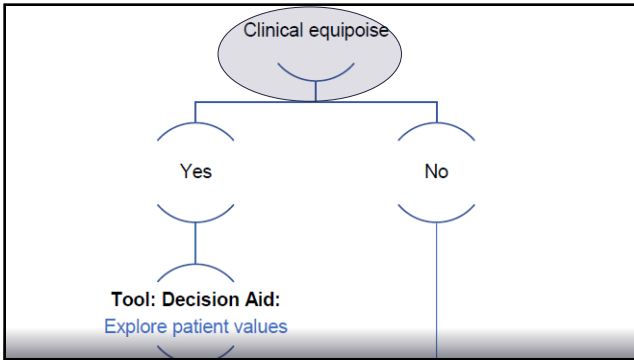 Clinical equipoise
Yes
No
Tool: Decision Aid:
Explore patient values